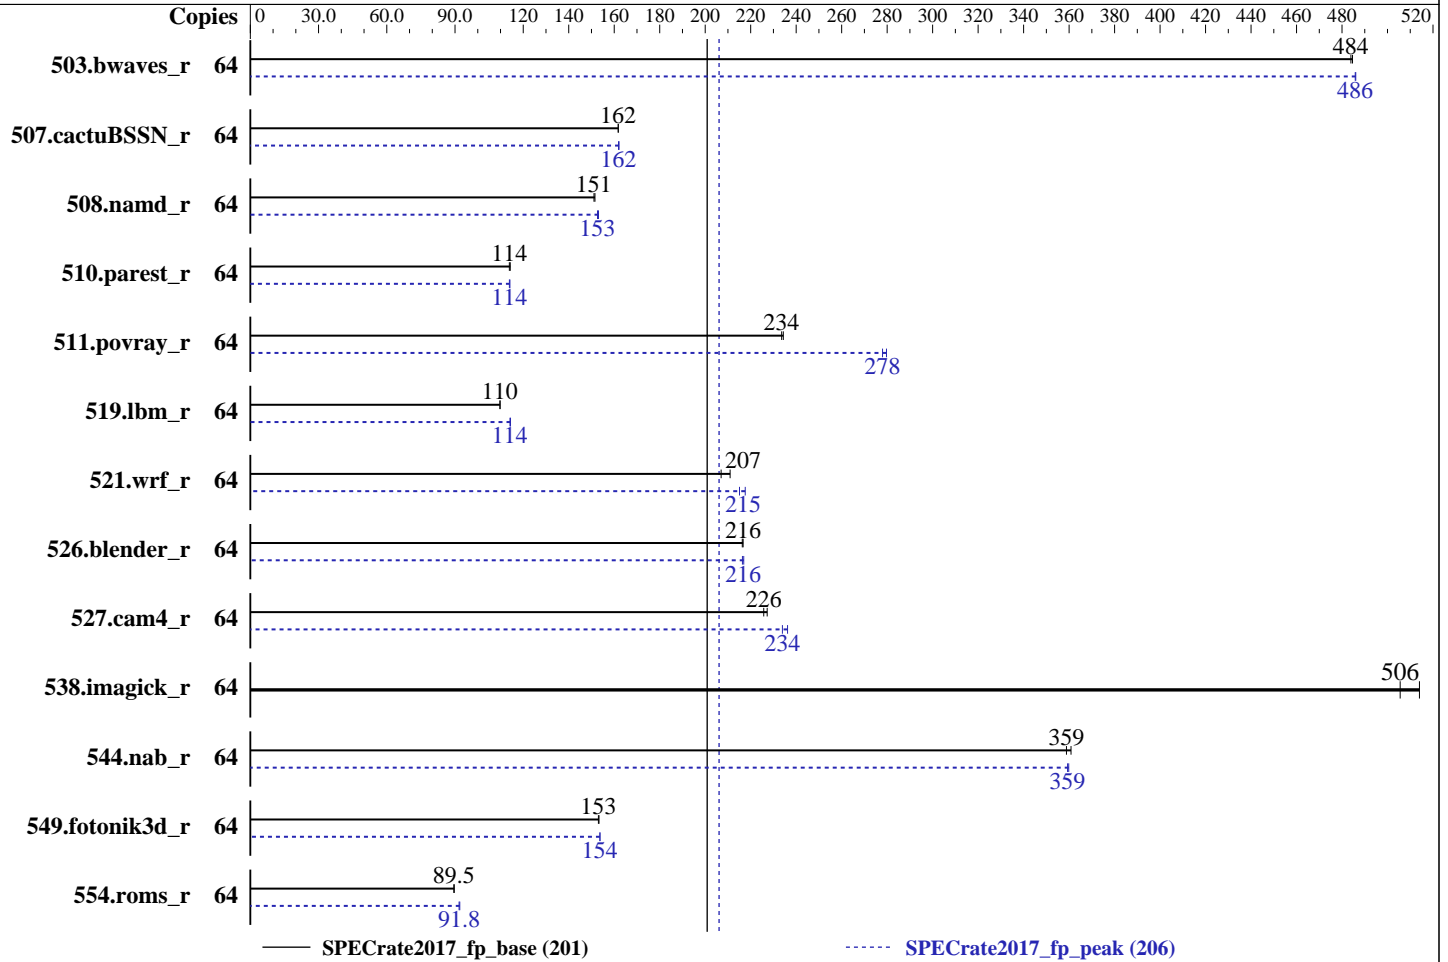 Copies 0 30.0 60.0 90.0 120 140 160 180 200 220 240 260 280 300 320 340 360 380 400 420 440 460 480 520
484
503.bwaves_r 64
486
162
507.cactuBSSN_r 64
162
151
508.namd_r 64
153
114
510.parest_r 64
114
234
511.povray_r 64
278
110
519.lbm_r 64
114
207
521.wrf_r 64
215
216
526.blender_r 64
216
226
527.cam4_r 64
234
506
538.imagick_r 64
359
544.nab_r 64
359
153
549.fotonik3d_r 64
154
89.5
554.roms_r 64
91.8
SPECrate2017_fp_base (201) SPECrate2017_fp_peak (206)